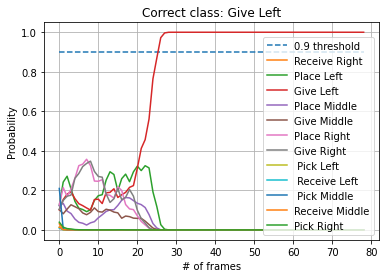 Correct class: Give Left
Probability
1.0
0.8
0.6
0.4
0.2
0.0
0.9 threshold
Receive Right
Place Left
Give Left
Place Middle
Give Middle
Place Right
Give Right
Pick Left
Receive Left
Pick Middle
Receive Middle
Pick Right
0 10 20 30 40 50 60 70 80
# of frames